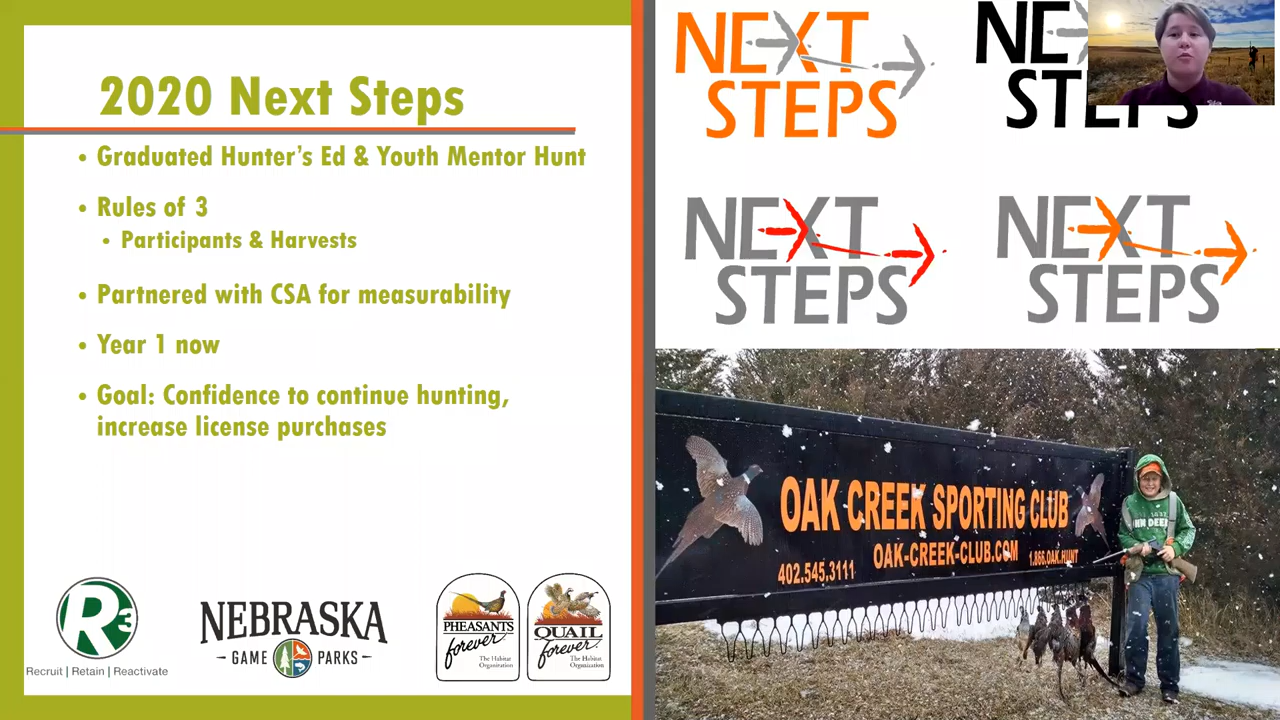 2020 Next Steps
• Graduated Hunter's Ed & Youth Mentor Hunt
• Rules of 3
• Participants & Harvests
• Partnered with CSA for measurability
• Year 1 now
• Goal: Confidence to continue hunting,
increase license purchases
R3
Recruit | Retain | Reactivate
NEBRASKA
GAME PARKS
PHEASANTS
forever
The Habitat
Organization
QUAIL
forever
The Habitat
Organization
NEXT
STEPS
NE
STEPS
NEXT
STEPS
NEXT
STEPS
OAK CREEK SPORTING CLUB
OAK-CREEK-CLUB.COM
402.545.3111
1.866.OAK.HUNT